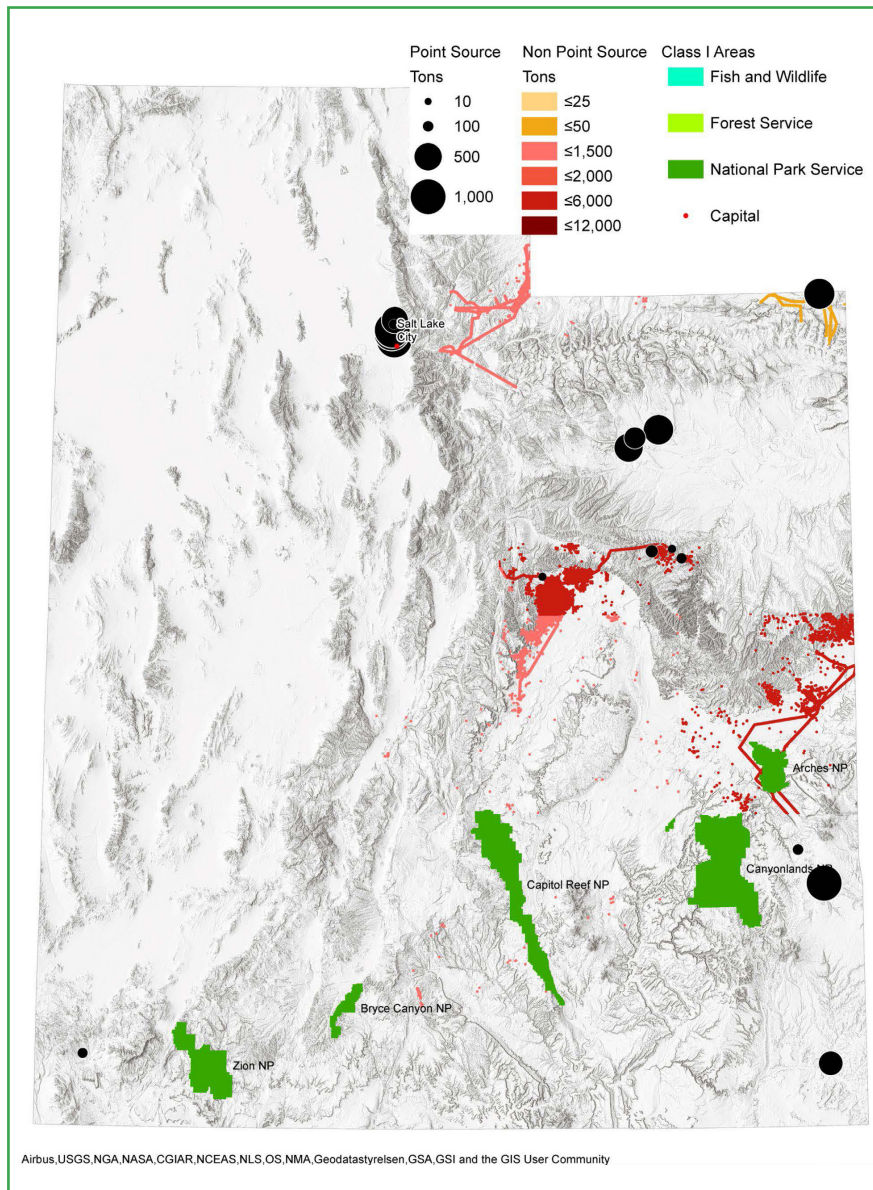 Point Source
Tons
10
100
500
1,000
Non Point Source
Tons
≤25
≤50
≤1,500
≤2,000
≤6,000
≤12,000
Class I Areas
Fish and Wildlife
Forest Service
National Park Service
Capital
Salt Lake
City
Arches NP
Canyonlands NP
Capitol Reef NP
Bryce Canyon NP
Zion NP
Airbus,USGS,NGA,NASA,CGIAR,NCEAS,NLS,OS,NMA,Geodatastyrelsen,GSA,GSI and the GIS User Community